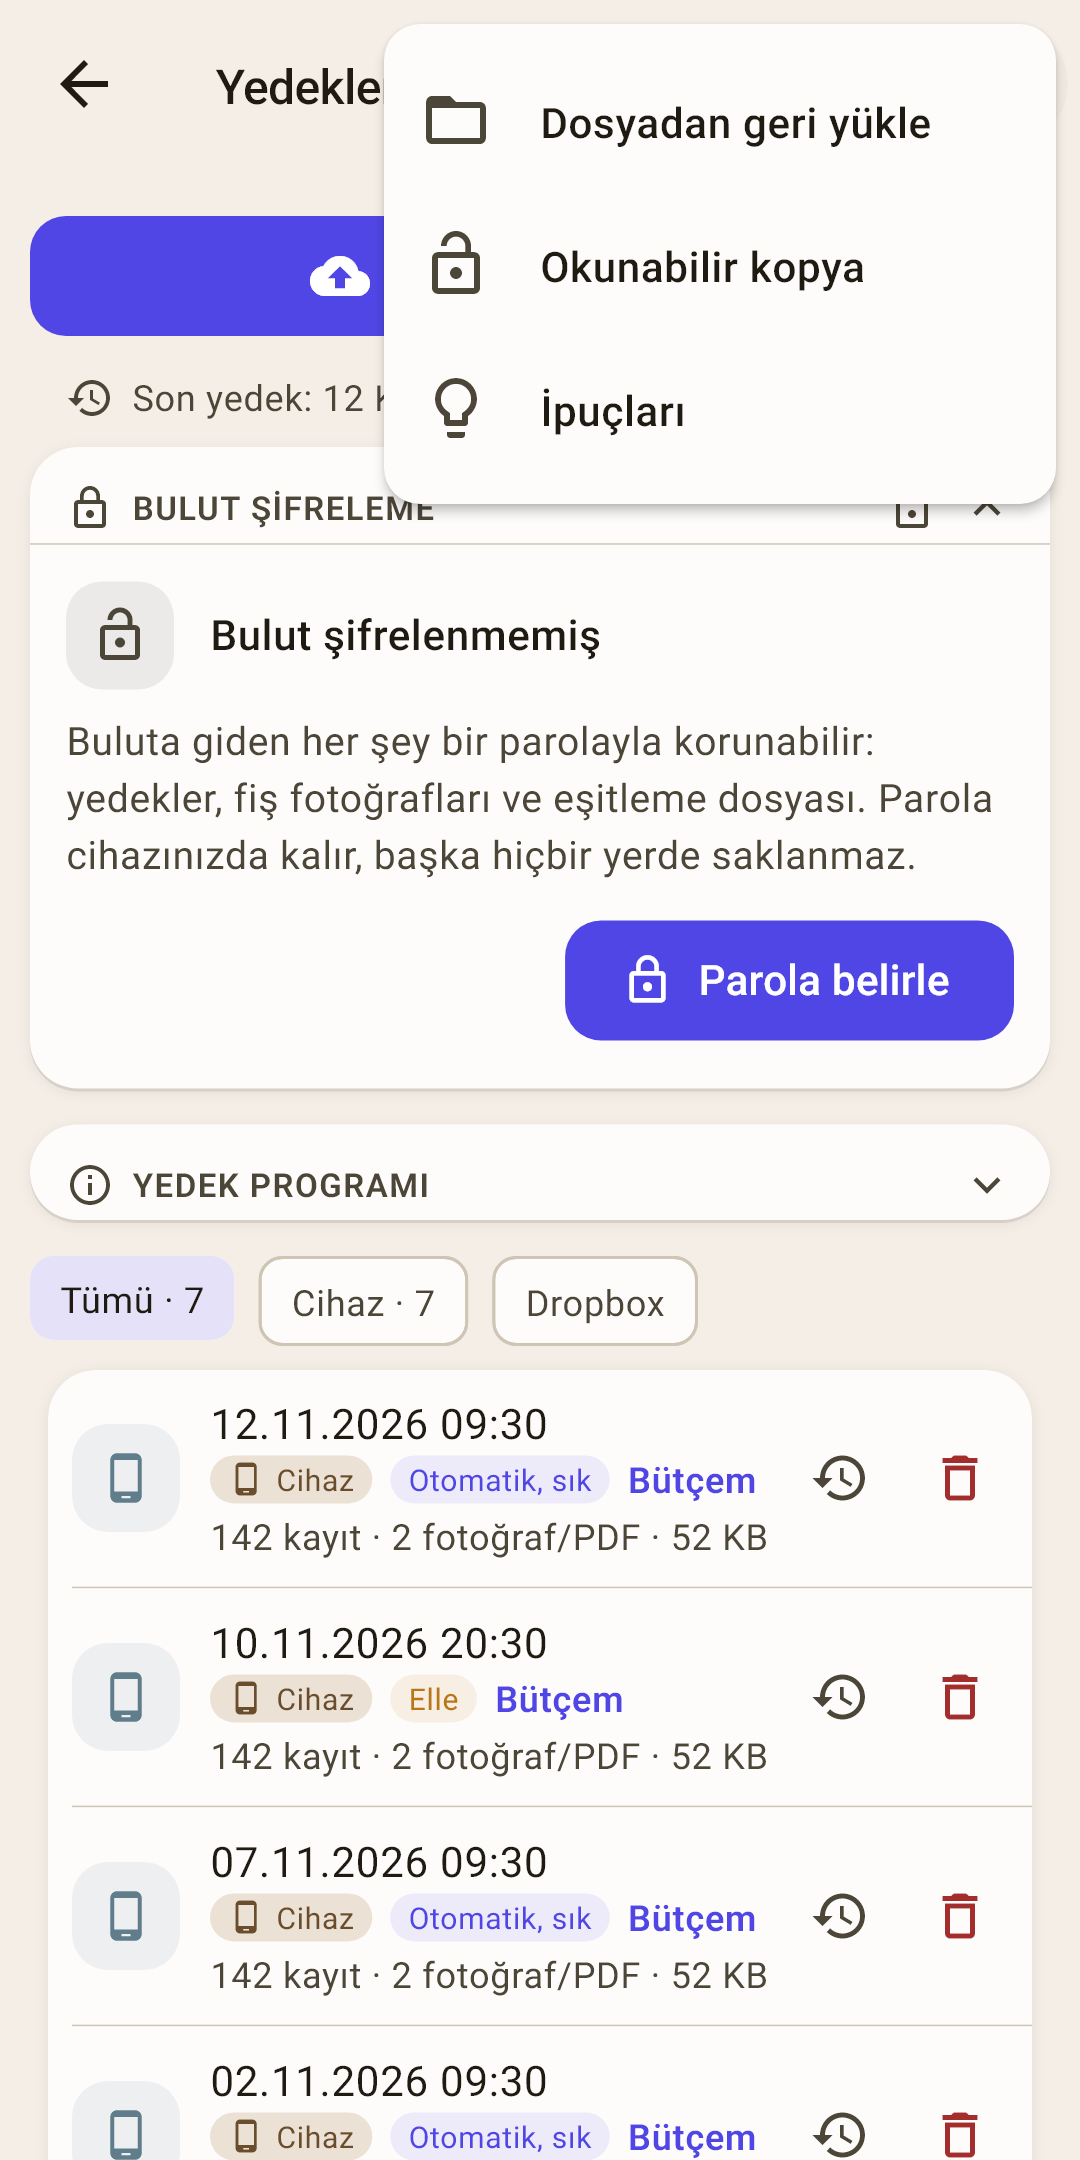 Dosyadan geri yükle
Okunabilir kopya
İpuçları
Son yedek: 12
BULUT ŞİFRELEME
Bulut şifrelenmemiş
Buluta giden her şey bir parolayla korunabilir:
yedekler, fiş fotoğrafları ve eşitleme dosyası. Parola
cihazınızda kalır, başka hiçbir yerde saklanmaz.
Parola belirle
YEDEK PROGRAMI
Tümü · 7
Cihaz · 7
Dropbox
12.11.2026 09:30
Cihaz Otomatik, sık Bütçem
142 kayıt · 2 fotoğraf/PDF · 52 KB
10.11.2026 20:30
Cihaz Elle Bütçem
142 kayıt · 2 fotoğraf/PDF · 52 KB
07.11.2026 09:30
Cihaz Otomatik, sık Bütçem
142 kayıt · 2 fotoğraf/PDF · 52 KB
02.11.2026 09:30
Cihaz Otomatik, sık Bütçem